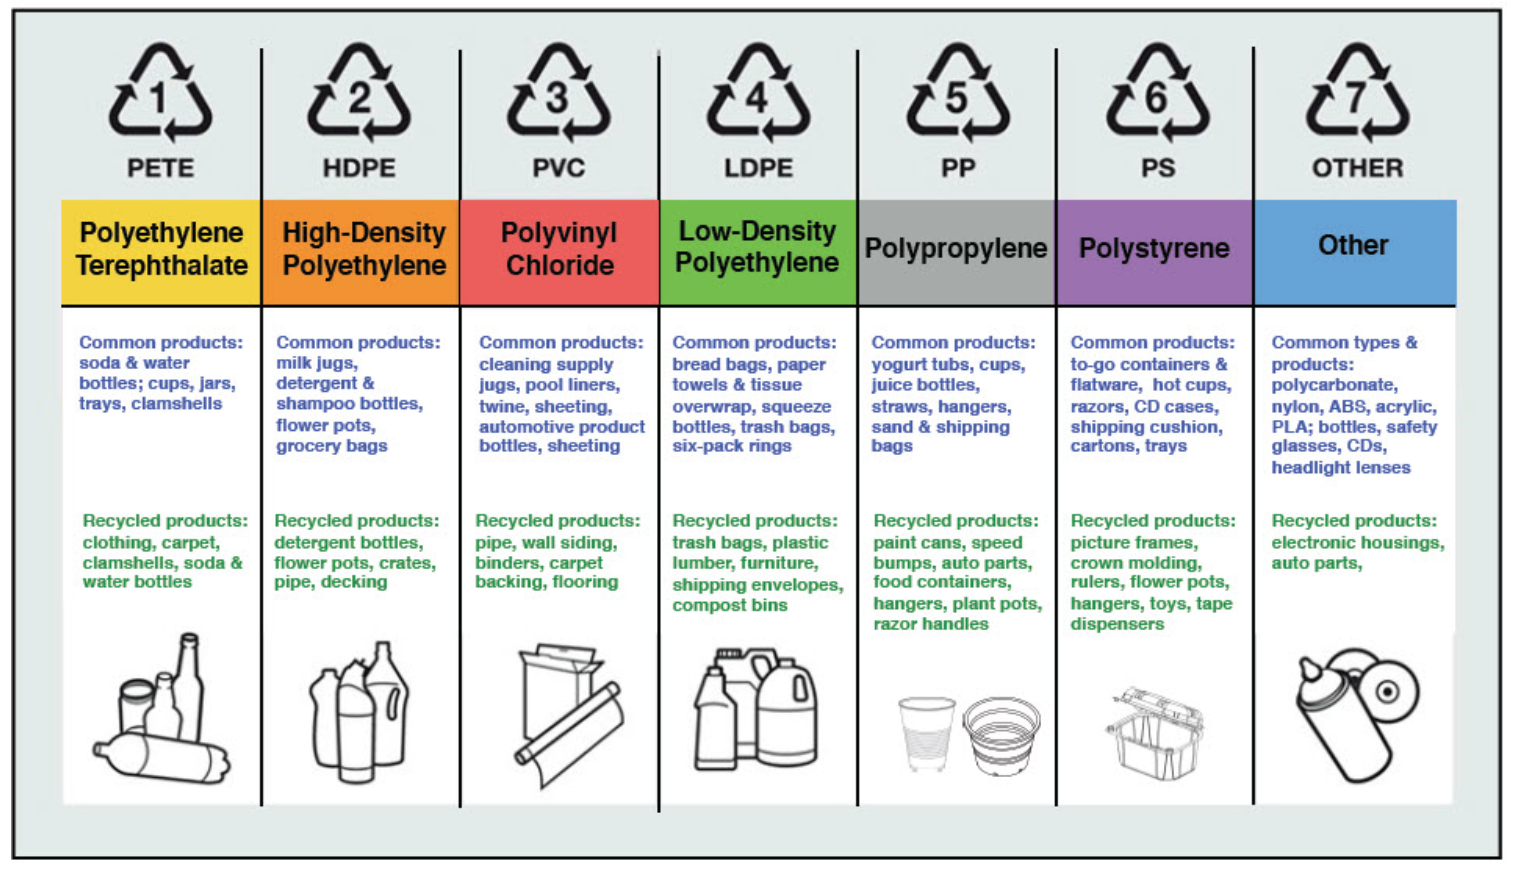 1
PETE
Polyethylene
Terephthalate
Common products:
soda & water
bottles; cups, jars,
trays, clamshells
Recycled products:
clothing, carpet,
clamshells, soda &
water bottles
2
HDPE
High-Density
Polyethylene
Common products:
milk jugs,
detergent &
shampoo bottles,
flower pots,
grocery bags
Recycled products:
detergent bottles,
flower pots, crates,
pipe, decking
3
PVC
Polyvinyl
Chloride
Common products:
cleaning supply
jugs, pool liners,
twine, sheeting,
automotive product
bottles, sheeting
Recycled products:
pipe, wall siding,
binders, carpet
backing, flooring
4
LDPE
Low-Density
Polyethylene
Common products:
bread bags, paper
towels & tissue
overwrap, squeeze
bottles, trash bags,
six-pack rings
Recycled products:
trash bags, plastic
lumber, furniture,
shipping envelopes,
compost bins
5
PP
Polypropylene
Common products:
yogurt tubs, cups,
juice bottles,
straws, hangers,
sand & shipping
bags
Recycled products:
paint cans, speed
bumps, auto parts,
food containers,
hangers, plant pots,
razor handles
6
PS
Polystyrene
Common products:
to-go containers &
flatware, hot cups,
razors, CD cases,
shipping cushion,
cartons, trays
Recycled products:
picture frames,
crown molding,
rulers, flower pots,
hangers, toys, tape
dispensers
7
OTHER
Other
Common types &
products:
polycarbonate,
nylon, ABS, acrylic,
PLA; bottles, safety
glasses, CDs,
headlight lenses
Recycled products:
electronic housings,
auto parts,